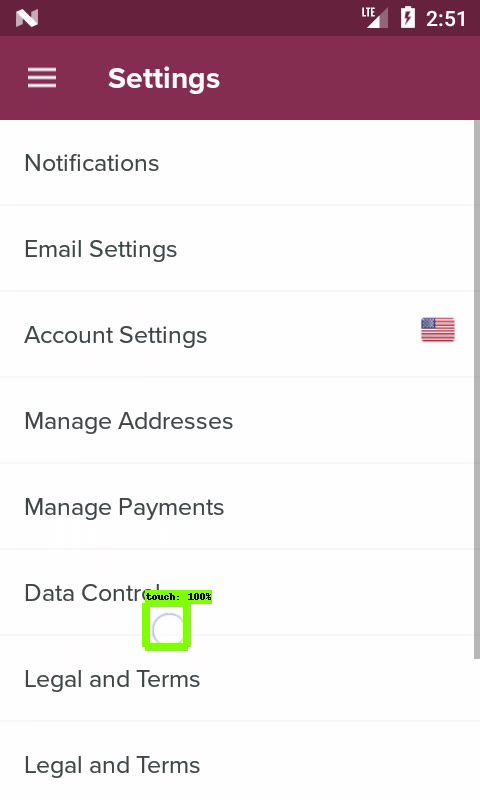 LTE 2:51
Settings
Notifications
Email Settings
Account Settings
Manage Addresses
Manage Payments
Data Control
touch: 100%
Legal and Terms
Legal and Terms